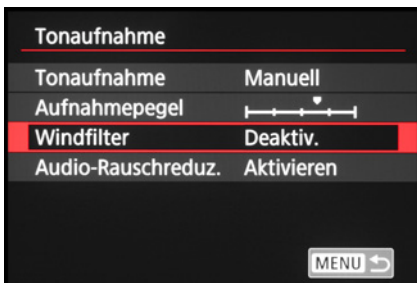 Tonaufnahme
Tonaufnahme Manuell
Aufnahmepegel
Windfilter Deaktiv.
Audio-Rauschreduz. Aktivieren
MENU